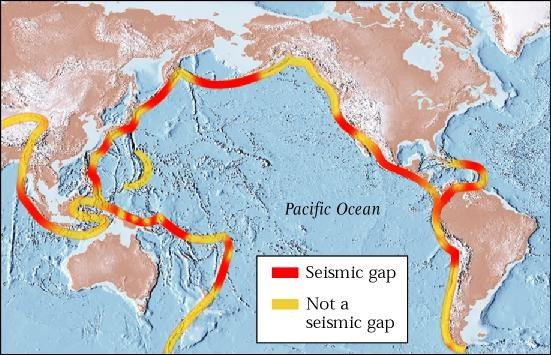 Pacific Ocean
Seismic gap
Not a
seismic gap